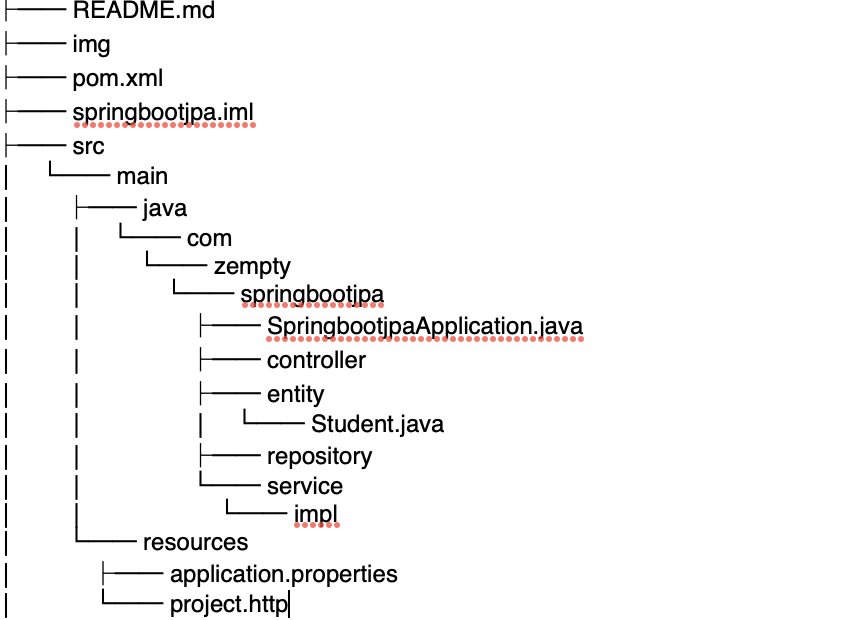 ├── README.md
├── img
├── pom.xml
├── springbootjpa.iml
├── src
│ └── main
│ ├── java
│ │ └── com
│ │ └── zempty
│ │ └── springbootjpa
│ │ ├── SpringbootjpaApplication.java
│ │ ├── controller
│ │ ├── entity
│ │ │ └── Student.java
│ │ ├── repository
│ │ └── service
│ │ └── impl
│ └── resources
│ ├── application.properties
│ └── project.http